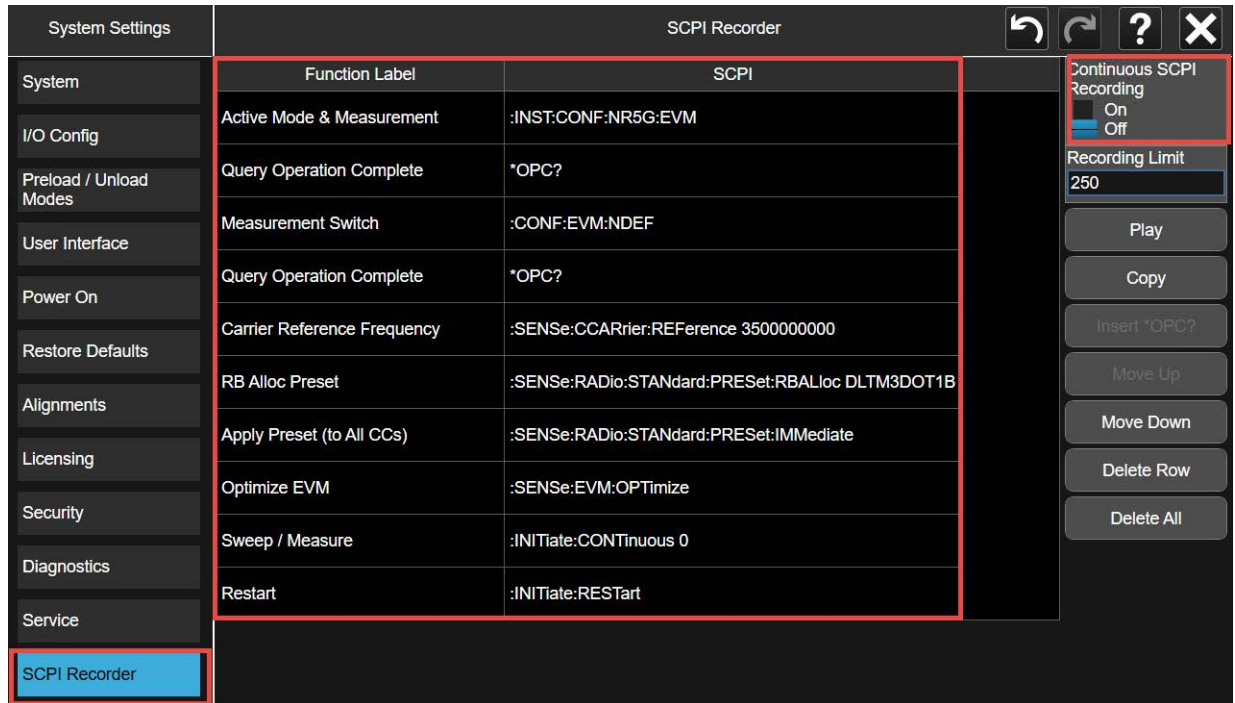 System Settings
SCPI Recorder
?
System
I/O Config
Preload / Unload
Modes
User Interface
Power On
Restore Defaults
Alignments
Licensing
Security
Diagnostics
Service
SCPI Recorder
Function Label SCPI
Active Mode & Measurement :INST:CONF:NR5G:EVM
Query Operation Complete *OPC?
Measurement Switch :CONF:EVM:NDEF
Query Operation Complete *OPC?
Carrier Reference Frequency :SENSe:CCARrier:REFerence 3500000000
RB Alloc Preset :SENSe:RADio:STANdard:PRESet:RBALloc DLTM3DOT1B
Apply Preset (to All CCs) :SENSe:RADio:STANdard:PRESet:IMMediate
Optimize EVM :SENSe:EVM:OPTimize
Sweep / Measure :INITiate:CONTinuous 0
Restart :INITiate:RESTart
Continuous SCPI
Recording
On
Off
Recording Limit
250
Play
Copy
Insert *OPC?
Move Up
Move Down
Delete Row
Delete All